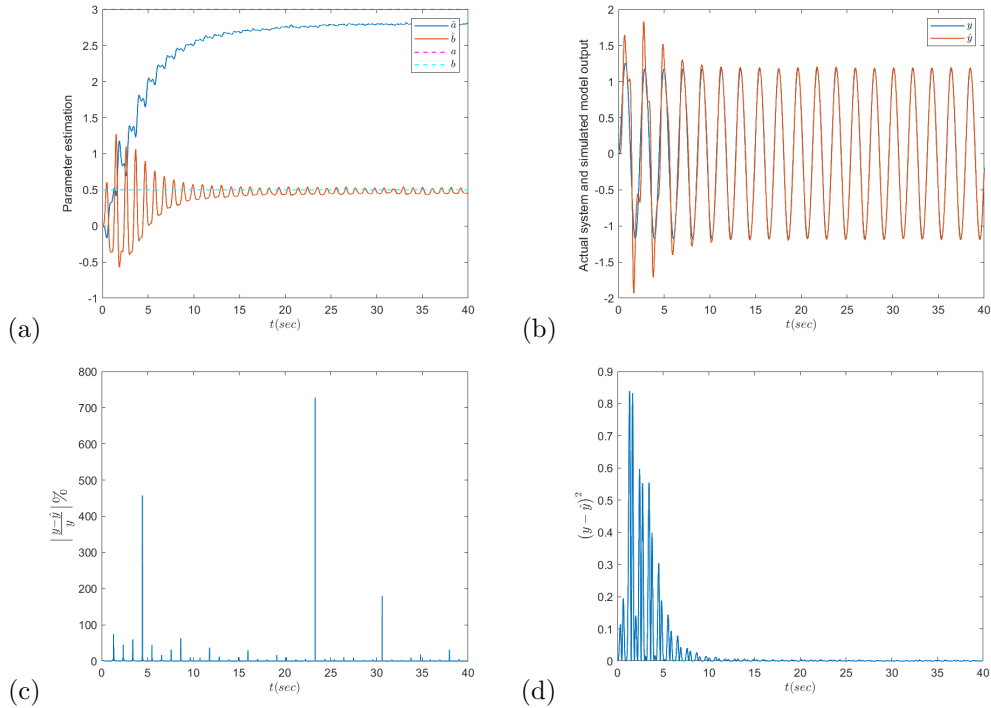 3
2.5
2
1.5
1
0.5
0
-0.5
-1
0 5 10 15 20 25 30 35 40
Parameter estimation
t(sec)
â
b̂
a
b
(a)
2
1.5
1
0.5
0
-0.5
-1
-1.5
-2
0 5 10 15 20 25 30 35 40
Actual system and simulated model output
t(sec)
y
ŷ
(b)
800
700
600
500
400
300
200
100
0
0 5 10 15 20 25 30 35 40
|y−ŷ/y|%
t(sec)
(c)
0.9
0.8
0.7
0.6
0.5
0.4
0.3
0.2
0.1
0
0 5 10 15 20 25 30 35 40
(y − ŷ)²
t(sec)
(d)